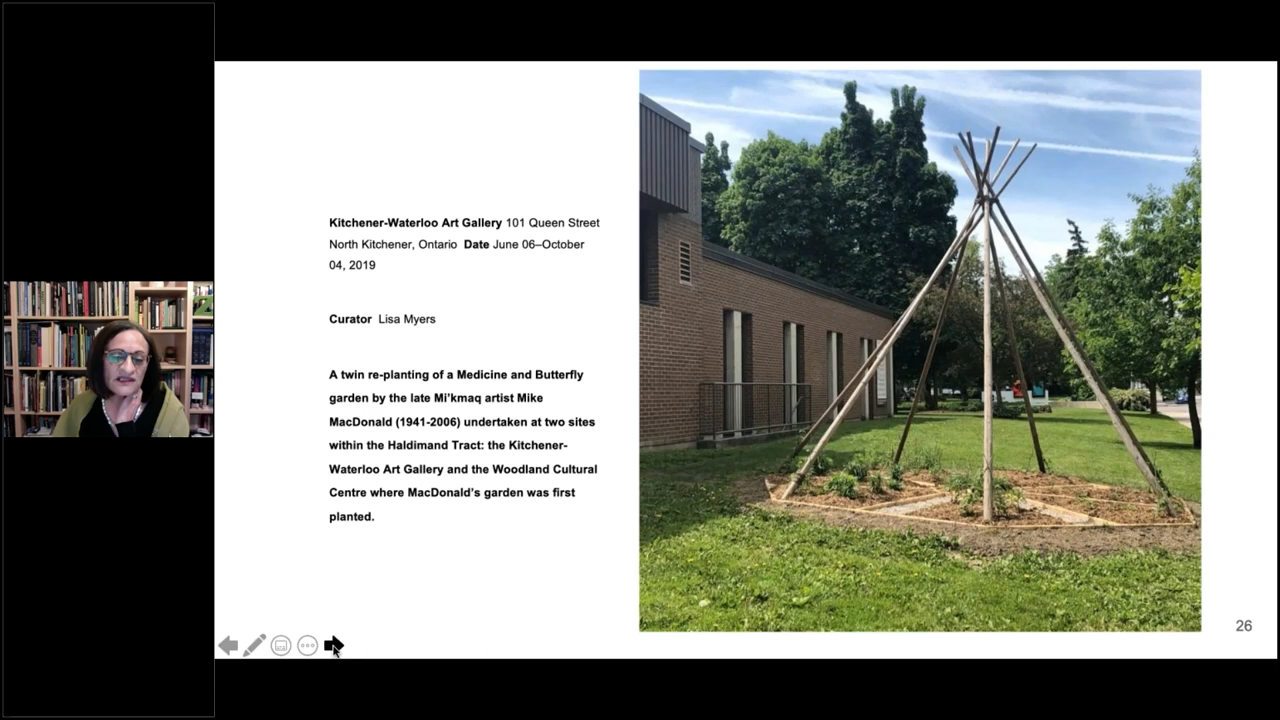 Kitchener-Waterloo Art Gallery 101 Queen Street
North Kitchener, Ontario  Date June 06–October
04, 2019
Curator  Lisa Myers
A twin re-planting of a Medicine and Butterfly
garden by the late Mi’kmaq artist Mike
MacDonald (1941-2006) undertaken at two sites
within the Haldimand Tract: the Kitchener-
Waterloo Art Gallery and the Woodland Cultural
Centre where MacDonald’s garden was first
planted.
26